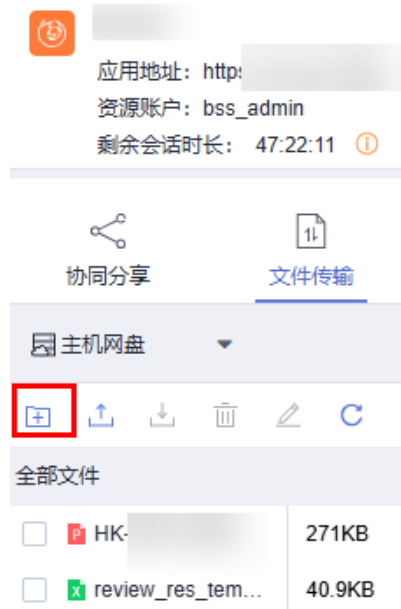 应用地址：http:
资源账户：bss_admin
剩余会话时长： 47:22:11
协同分享 文件传输
主机网盘
全部文件
HK- 271KB
review_res_tem... 40.9KB